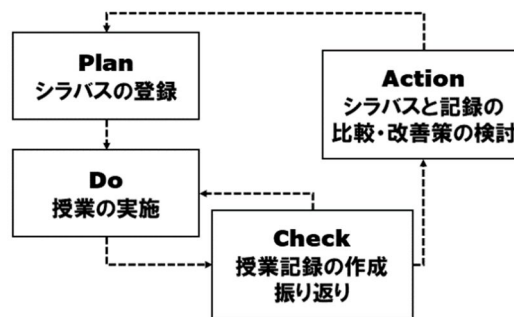 Plan
シラバスの登録
Do
授業の実施
Check
授業記録の作成
振り返り
Action
シラバスと記録の
比較・改善策の検討